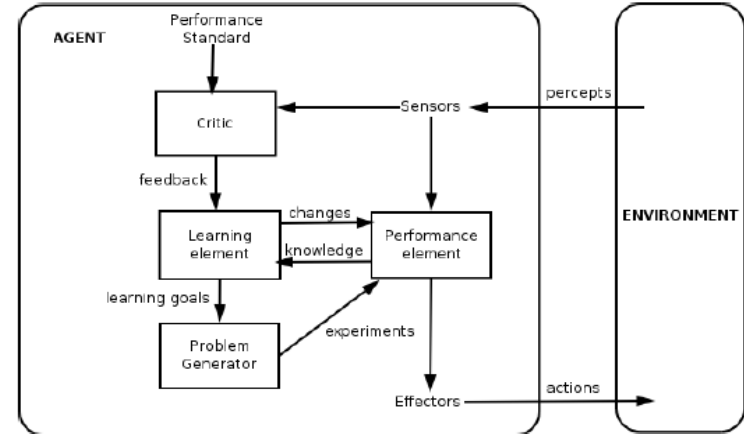 Performance
Standard
AGENT
percepts
Sensors
Critic
feedback
ENVIRONMENT
changes
Learning
element
Performance
element
knowledge
learning goals
experiments
Problem
Generator
Effectors
actions